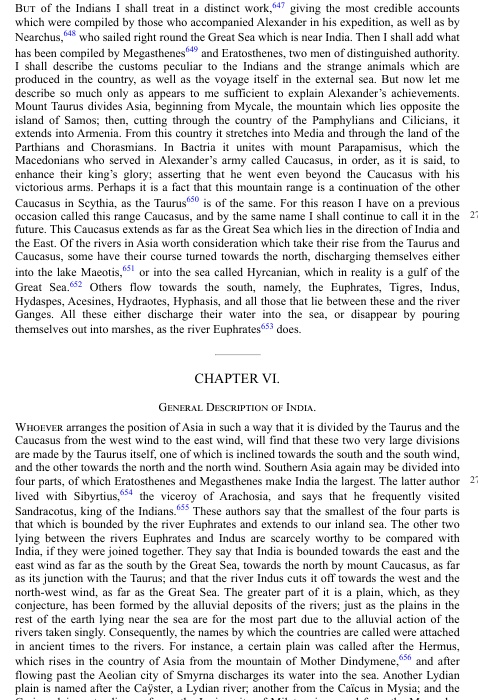 BUT of the Indians I shall treat in a distinct work,647 giving the most credible accounts
which were compiled by those who accompanied Alexander in his expedition, as well as by
Nearchus,648 who sailed right round the Great Sea which is near India. Then I shall add what
has been compiled by Megasthenes649 and Eratosthenes, two men of distinguished authority.
I shall describe the customs peculiar to the Indians and the strange animals which are
produced in the country, as well as the voyage itself in the external sea. But now let me
describe so much only as appears to me sufficient to explain Alexander's achievements.
Mount Taurus divides Asia, beginning from Mycale, the mountain which lies opposite the
island of Samos; then, cutting through the country of the Pamphylians and Cilicians, it
extends into Armenia. From this country it stretches into Media and through the land of the
Parthians and Chorasmians. In Bactria it unites with mount Parapamisus, which the
Macedonians who served in Alexander's army called Caucasus, in order, as it is said, to
enhance their king's glory; asserting that he went even beyond the Caucasus with his
victorious arms. Perhaps it is a fact that this mountain range is a continuation of the other
Caucasus in Scythia, as the Taurus650 is of the same. For this reason I have on a previous
occasion called this range Caucasus, and by the same name I shall continue to call it in the 27
future. This Caucasus extends as far as the Great Sea which lies in the direction of India and
the East. Of the rivers in Asia worth consideration which take their rise from the Taurus and
Caucasus, some have their course turned towards the north, discharging themselves either
into the lake Maeotis,651 or into the sea called Hyrcanian, which in reality is a gulf of the
Great Sea.652 Others flow towards the south, namely, the Euphrates, Tigres, Indus,
Hydaspes, Acesines, Hydraotes, Hyphasis, and all those that lie between these and the river
Ganges. All these either discharge their water into the sea, or disappear by pouring
themselves out into marshes, as the river Euphrates653 does.
CHAPTER VI.
GENERAL DESCRIPTION OF INDIA.
WHOEVER arranges the position of Asia in such a way that it is divided by the Taurus and the
Caucasus from the west wind to the east wind, will find that these two very large divisions
are made by the Taurus itself, one of which is inclined towards the south and the south wind,
and the other towards the north and the north wind. Southern Asia again may be divided into
four parts, of which Eratosthenes and Megasthenes make India the largest. The latter author 27
lived with Sibyrtius,654 the viceroy of Arachosia, and says that he frequently visited
Sandracotus, king of the Indians.655 These authors say that the smallest of the four parts is
that which is bounded by the river Euphrates and extends to our inland sea. The other two
lying between the rivers Euphrates and Indus are scarcely worthy to be compared with
India, if they were joined together. They say that India is bounded towards the east and the
east wind as far as the south by the Great Sea, towards the north by mount Caucasus, as far
as its junction with the Taurus; and that the river Indus cuts it off towards the west and the
north-west wind, as far as the Great Sea. The greater part of it is a plain, which, as they
conjecture, has been formed by the alluvial deposits of the rivers; just as the plains in the
rest of the earth lying near the sea are for the most part due to the alluvial action of the
rivers taken singly. Consequently, the names by which the countries are called were attached
in ancient times to the rivers. For instance, a certain plain was called after the Hermus,
which rises in the country of Asia from the mountain of Mother Dindymene,656 and after
flowing past the Aeolian city of Smyrna discharges its water into the sea. Another Lydian
plain is named after the Caÿster, a Lydian river; another from the Caïcus in Mysia; and the